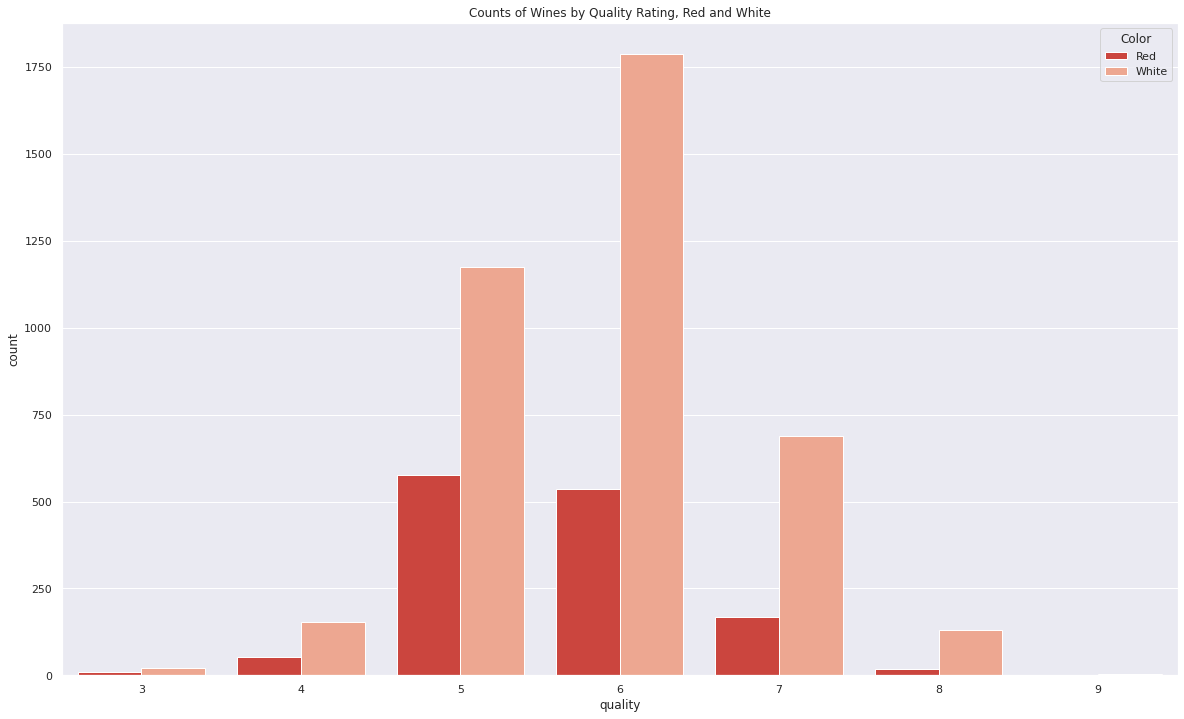 Counts of Wines by Quality Rating, Red and White
Color
Red
White
1750
1500
1250
1000
750
500
250
0
count
3 4 5 6 7 8 9
quality